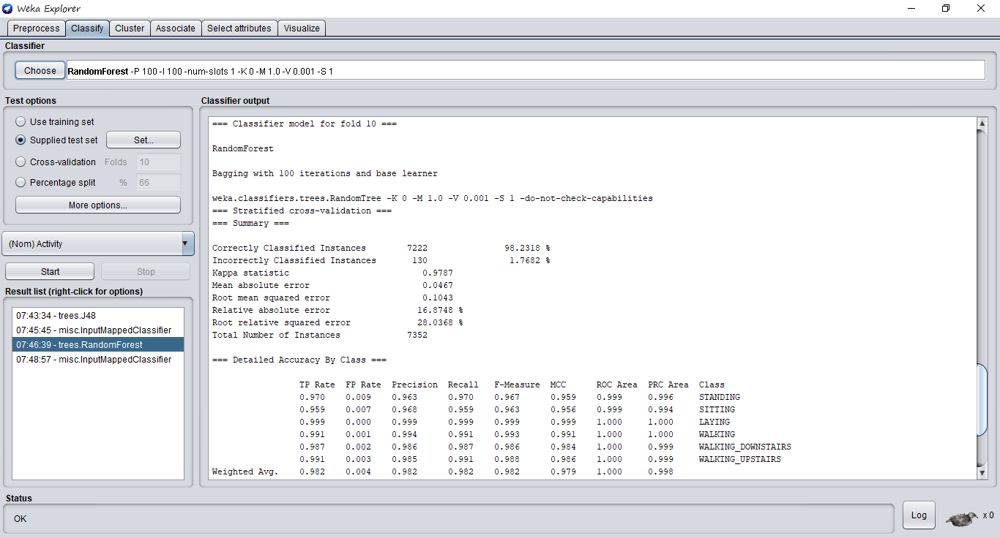 Weka Explorer
Preprocess Classify Cluster Associate Select attributes Visualize
Classifier
Choose RandomForest -P 100 -I 100 -num-slots 1 -K 0 -M 1.0 -V 0.001 -S 1
Test options
Use training set
Supplied test set Set...
Cross-validation Folds 10
Percentage split % 66
More options...
(Nom) Activity
Start Stop
Result list (right-click for options)
07:43:34 - trees.J48
07:45:45 - misc.InputMappedClassifier
07:46:39 - trees.RandomForest
07:48:57 - misc.InputMappedClassifier
Classifier output
=== Classifier model for fold 10 ===
RandomForest
Bagging with 100 iterations and base learner
weka.classifiers.trees.RandomTree -K 0 -M 1.0 -V 0.001 -S 1 -do-not-check-capabilities
=== Stratified cross-validation ===
=== Summary ===
Correctly Classified Instances 7222 98.2318 %
Incorrectly Classified Instances 130 1.7682 %
Kappa statistic 0.9787
Mean absolute error 0.0467
Root mean squared error 0.1043
Relative absolute error 16.8748 %
Root relative squared error 28.0368 %
Total Number of Instances 7352
=== Detailed Accuracy By Class ===
TP Rate FP Rate Precision Recall F-Measure MCC ROC Area PRC Area Class
0.970 0.009 0.963 0.970 0.967 0.959 0.999 0.996 STANDING
0.959 0.007 0.968 0.959 0.963 0.956 0.999 0.994 SITTING
0.999 0.000 0.999 0.999 0.999 0.999 1.000 1.000 LAYING
0.991 0.001 0.994 0.991 0.993 0.991 1.000 1.000 WALKING
0.987 0.002 0.986 0.987 0.986 0.984 1.000 0.999 WALKING_DOWNSTAIRS
0.991 0.003 0.985 0.991 0.988 0.986 1.000 0.999 WALKING_UPSTAIRS
Weighted Avg. 0.982 0.004 0.982 0.982 0.982 0.979 1.000 0.998
Status
OK
Log
x 0